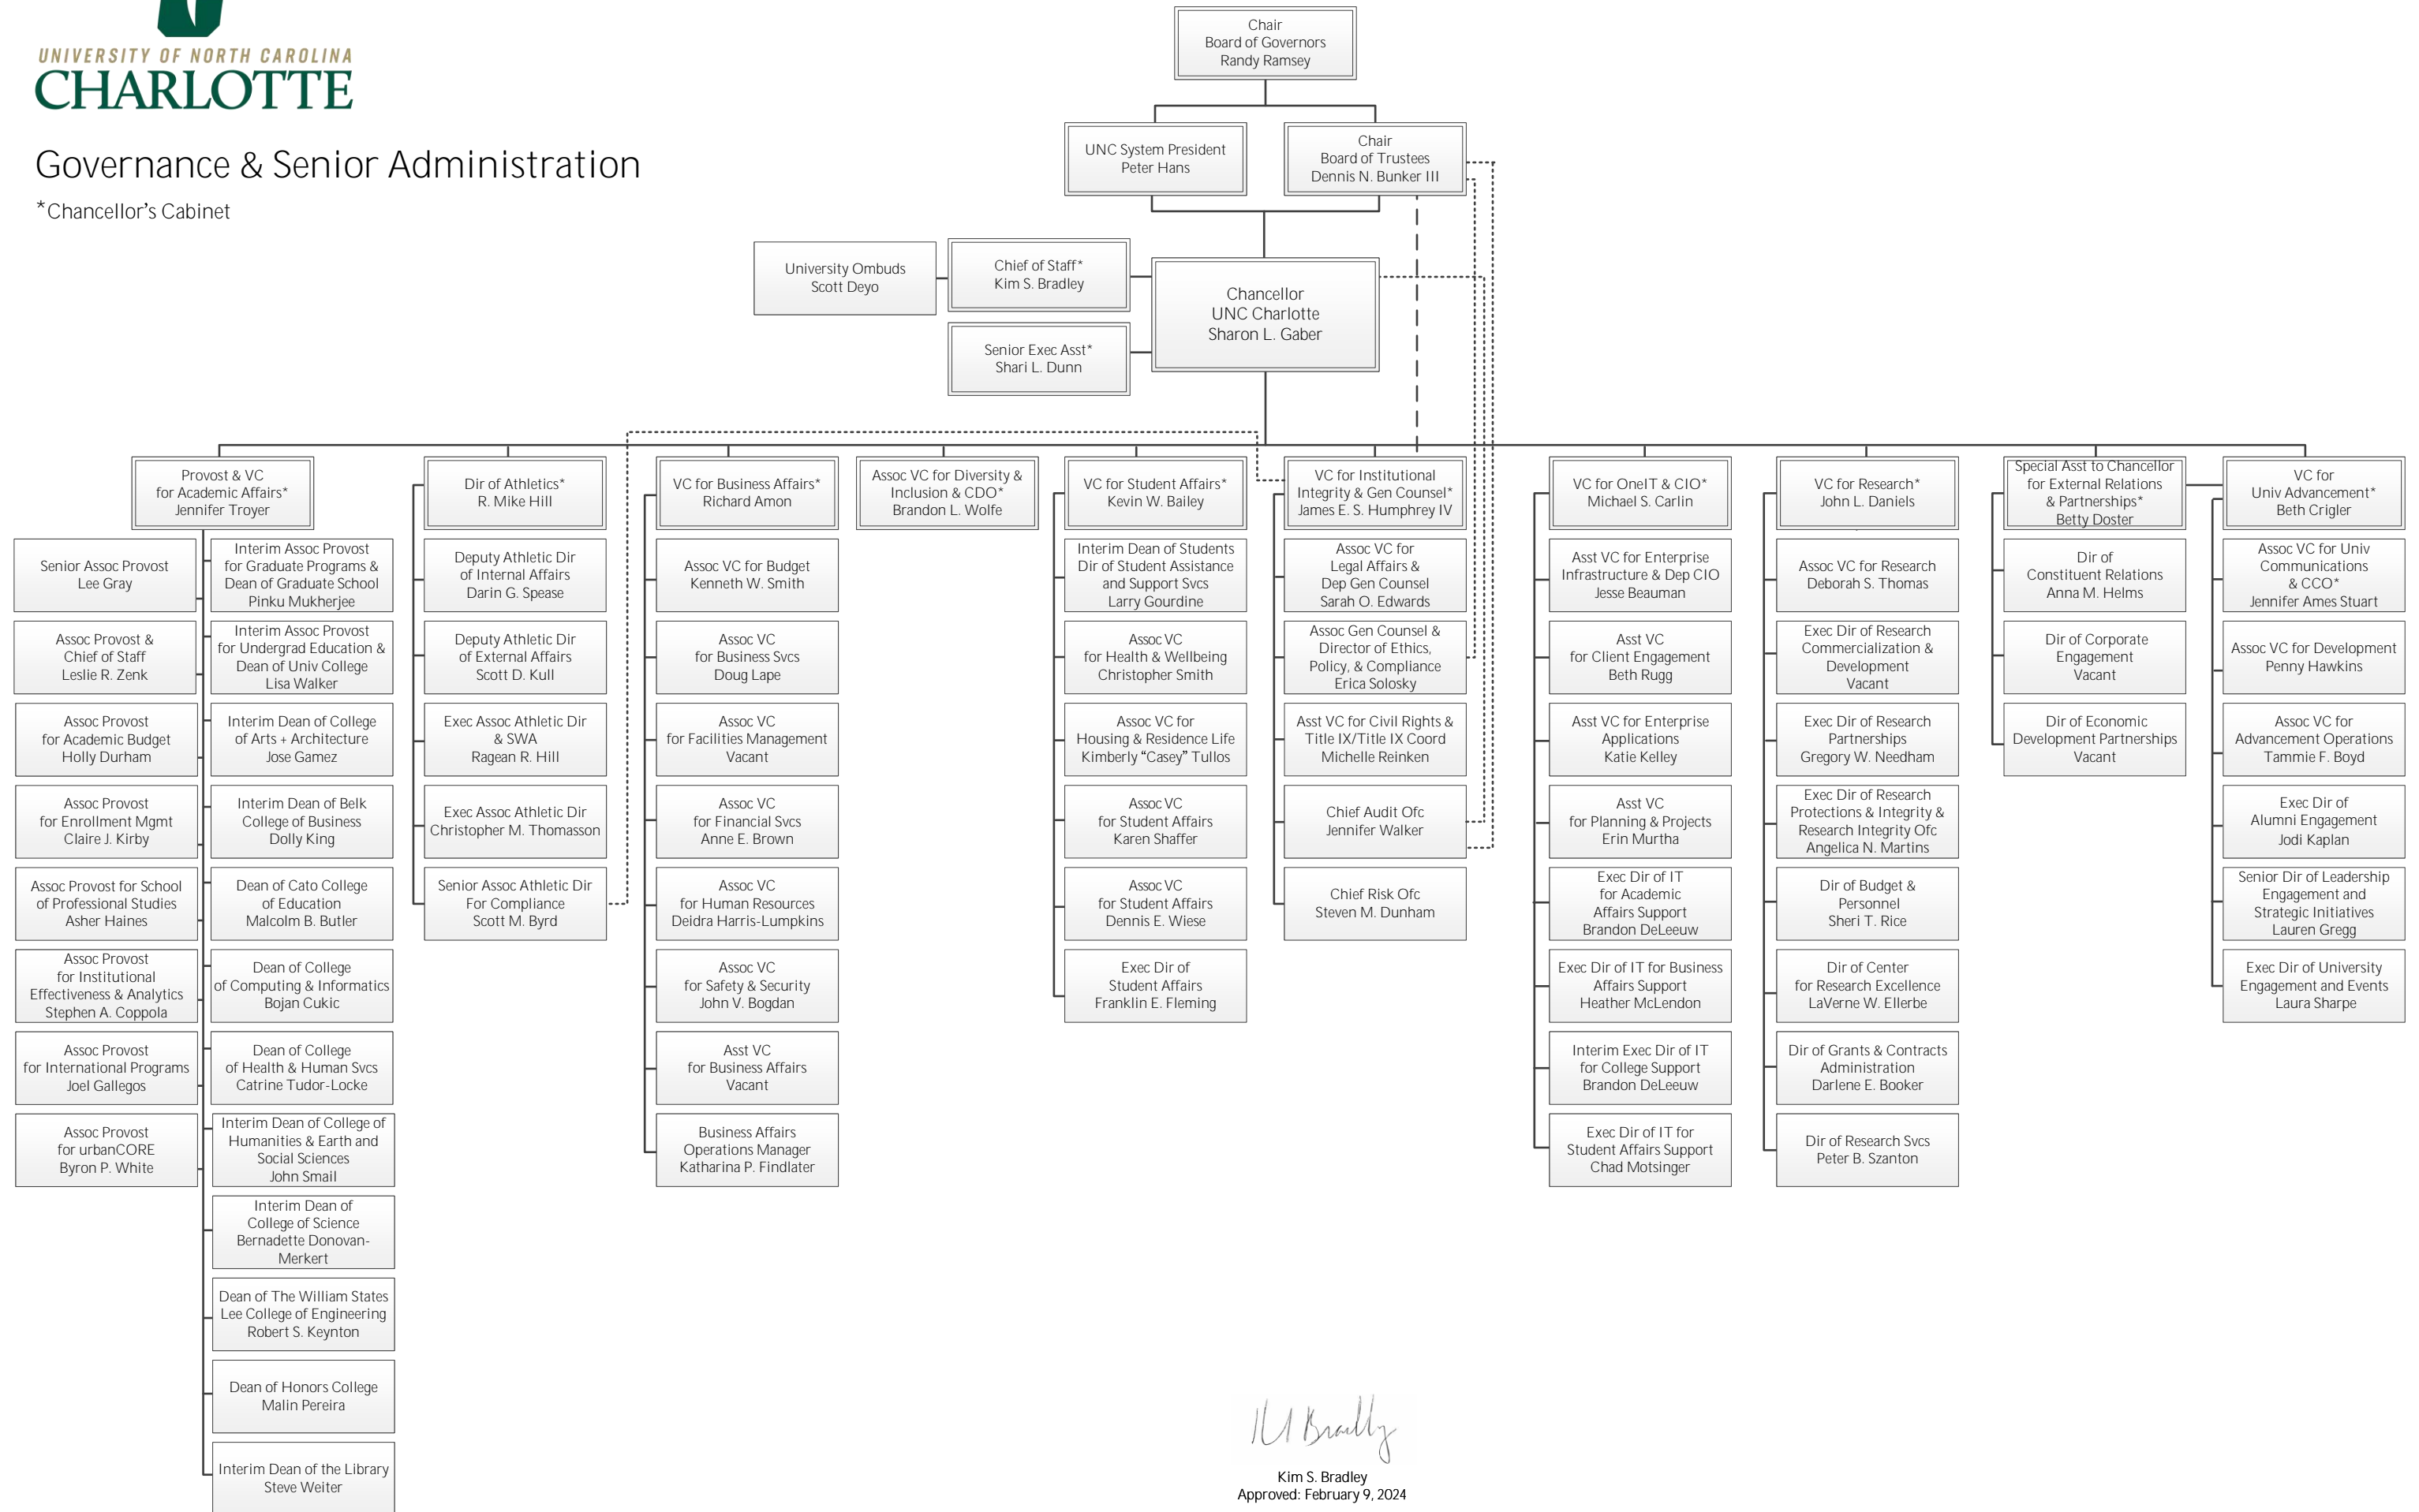 UNIVERSITY OF NORTH CAROLINA
CHARLOTTE
Governance & Senior Administration
*Chancellor's Cabinet
Chair
Board of Governors
Randy Ramsey
UNC System President
Peter Hans
Chair
Board of Trustees
Dennis N. Bunker III
University Ombuds
Scott Deyo
Chief of Staff*
Kim S. Bradley
Senior Exec Asst*
Shari L. Dunn
Chancellor
UNC Charlotte
Sharon L. Gaber
Provost & VC
for Academic Affairs*
Jennifer Troyer
Senior Assoc Provost
Lee Gray
Assoc Provost &
Chief of Staff
Leslie R. Zenk
Assoc Provost
for Academic Budget
Holly Durham
Assoc Provost
for Enrollment Mgmt
Claire J. Kirby
Assoc Provost for School
of Professional Studies
Asher Haines
Assoc Provost
for Institutional
Effectiveness & Analytics
Stephen A. Coppola
Assoc Provost
for International Programs
Joel Gallegos
Assoc Provost
for urbanCORE
Byron P. White
Interim Assoc Provost
for Graduate Programs &
Dean of Graduate School
Pinku Mukherjee
Interim Assoc Provost
for Undergrad Education &
Dean of Univ College
Lisa Walker
Interim Dean of College
of Arts + Architecture
Jose Gamez
Interim Dean of Belk
College of Business
Dolly King
Dean of Cato College
of Education
Malcolm B. Butler
Dean of College
of Computing & Informatics
Bojan Cukic
Dean of College
of Health & Human Svcs
Catrine Tudor-Locke
Interim Dean of College of
Humanities & Earth and
Social Sciences
John Smail
Interim Dean of
College of Science
Bernadette Donovan-
Merkert
Dean of The William States
Lee College of Engineering
Robert S. Keynton
Dean of Honors College
Malin Pereira
Interim Dean of the Library
Steve Weiter
Dir of Athletics*
R. Mike Hill
Deputy Athletic Dir
of Internal Affairs
Darin G. Spease
Deputy Athletic Dir
of External Affairs
Scott D. Kull
Exec Assoc Athletic Dir
& SWA
Ragean R. Hill
Exec Assoc Athletic Dir
Christopher M. Thomasson
Senior Assoc Athletic Dir
For Compliance
Scott M. Byrd
VC for Business Affairs*
Richard Amon
Assoc VC for Budget
Kenneth W. Smith
Assoc VC
for Business Svcs
Doug Lape
Assoc VC
for Facilities Management
Vacant
Assoc VC
for Financial Svcs
Anne E. Brown
Assoc VC
for Human Resources
Deidra Harris-Lumpkins
Assoc VC
for Safety & Security
John V. Bogdan
Asst VC
for Business Affairs
Vacant
Business Affairs
Operations Manager
Katharina P. Findlater
Assoc VC for Diversity &
Inclusion & CDO*
Brandon L. Wolfe
VC for Student Affairs*
Kevin W. Bailey
Interim Dean of Students
Dir of Student Assistance
and Support Svcs
Larry Gourdine
Assoc VC
for Health & Wellbeing
Christopher Smith
Assoc VC for
Housing & Residence Life
Kimberly “Casey” Tullos
Assoc VC
for Student Affairs
Karen Shaffer
Assoc VC
for Student Affairs
Dennis E. Wiese
Exec Dir of
Student Affairs
Franklin E. Fleming
VC for Institutional
Integrity & Gen Counsel*
James E. S. Humphrey IV
Assoc VC for
Legal Affairs &
Dep Gen Counsel
Sarah O. Edwards
Assoc Gen Counsel &
Director of Ethics,
Policy, & Compliance
Erica Solosky
Asst VC for Civil Rights &
Title IX/Title IX Coord
Michelle Reinken
Chief Audit Ofc
Jennifer Walker
Chief Risk Ofc
Steven M. Dunham
VC for OneIT & CIO*
Michael S. Carlin
Asst VC for Enterprise
Infrastructure & Dep CIO
Jesse Beauman
Asst VC
for Client Engagement
Beth Rugg
Asst VC for Enterprise
Applications
Katie Kelley
Asst VC
for Planning & Projects
Erin Murtha
Exec Dir of IT
for Academic
Affairs Support
Brandon DeLeeuw
Exec Dir of IT for Business
Affairs Support
Heather McLendon
Interim Exec Dir of IT
for College Support
Brandon DeLeeuw
Exec Dir of IT for
Student Affairs Support
Chad Motsinger
VC for Research*
John L. Daniels
Assoc VC for Research
Deborah S. Thomas
Exec Dir of Research
Commercialization &
Development
Vacant
Exec Dir of Research
Partnerships
Gregory W. Needham
Exec Dir of Research
Protections & Integrity &
Research Integrity Ofc
Angelica N. Martins
Dir of Budget &
Personnel
Sheri T. Rice
Dir of Center
for Research Excellence
LaVerne W. Ellerbe
Dir of Grants & Contracts
Administration
Darlene E. Booker
Dir of Research Svcs
Peter B. Szanton
Special Asst to Chancellor
for External Relations
& Partnerships*
Betty Doster
Dir of
Constituent Relations
Anna M. Helms
Dir of Corporate
Engagement
Vacant
Dir of Economic
Development Partnerships
Vacant
VC for
Univ Advancement*
Beth Crigler
Assoc VC for Univ
Communications
& CCO*
Jennifer Ames Stuart
Assoc VC for Development
Penny Hawkins
Assoc VC for
Advancement Operations
Tammie F. Boyd
Exec Dir of
Alumni Engagement
Jodi Kaplan
Senior Dir of Leadership
Engagement and
Strategic Initiatives
Lauren Gregg
Exec Dir of University
Engagement and Events
Laura Sharpe
Kim S. Bradley
Approved: February 9, 2024